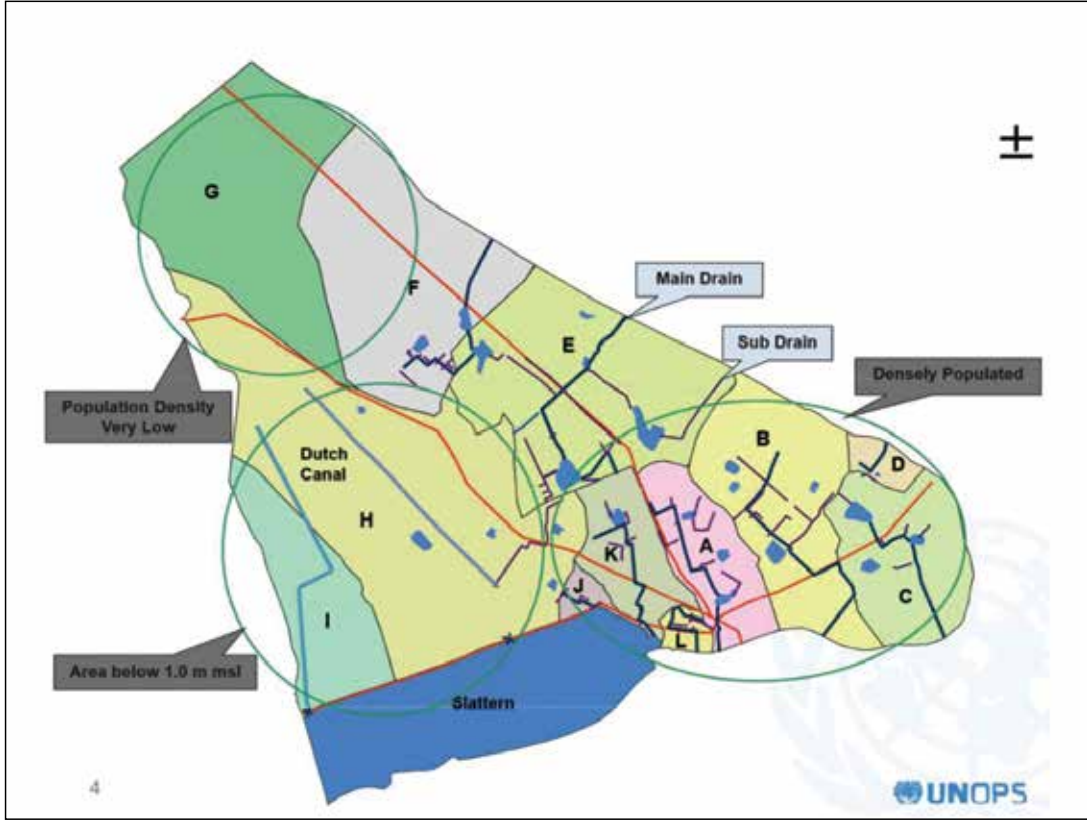 ±
G
F
Main Drain
E
Sub Drain
Densely Populated
Population Density
Very Low
B
D
Dutch
Canal
H
K
A
J
C
I
L
Area below 1.0 m msl
Slattern
4
UNOPS